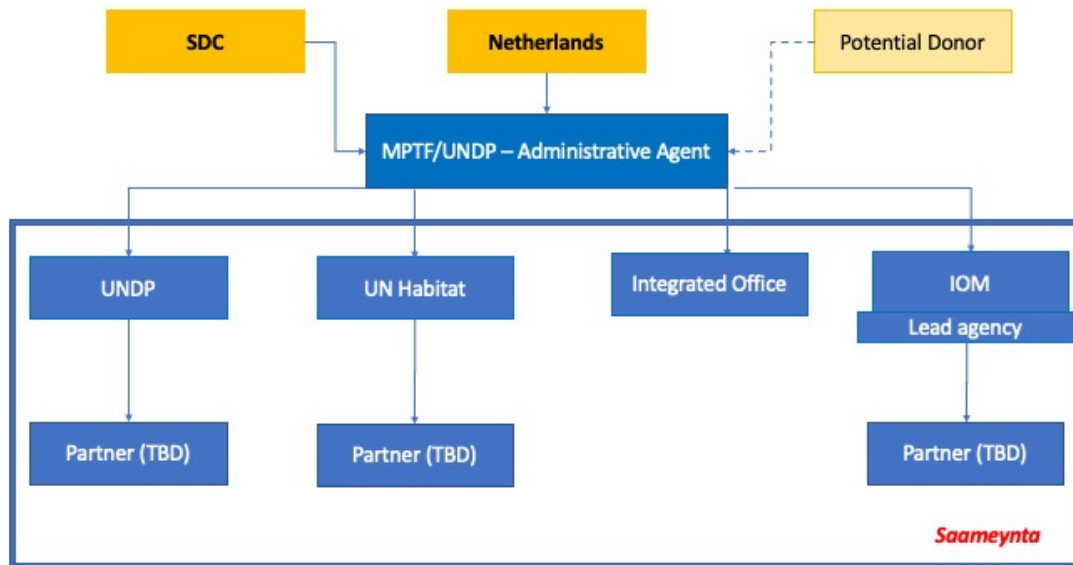 SDC
Netherlands
Potential Donor
MPTF/UNDP – Administrative Agent
UNDP
UN Habitat
Integrated Office
IOM
Lead agency
Partner (TBD)
Partner (TBD)
Partner (TBD)
Saameynta